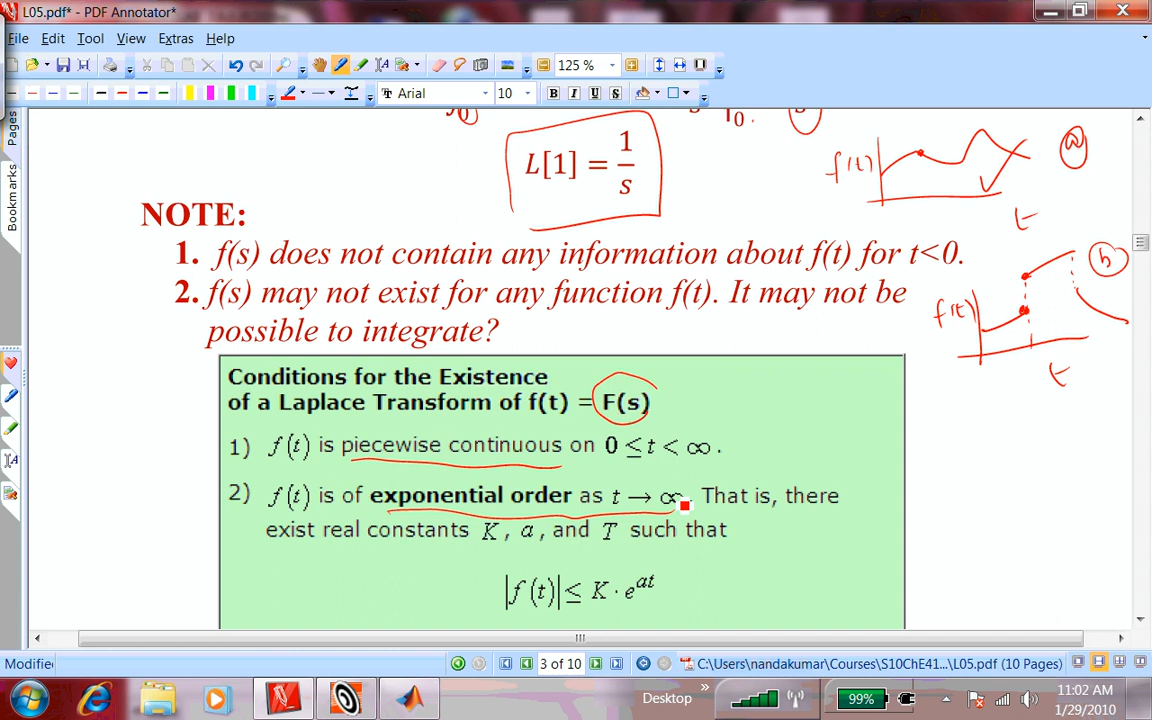 L05.pdf* - PDF Annotator*
File Edit Tool View Extras Help
125 %
Arial 10 B I U S
Pages
Bookmarks
L[1] = 1/s
f(t)
t
a
NOTE:
1. f(s) does not contain any information about f(t) for t<0.
2. f(s) may not exist for any function f(t). It may not be
possible to integrate?
b
f(t)
t
Conditions for the Existence
of a Laplace Transform of f(t) = F(s)
1) f(t) is piecewise continuous on 0 ≤ t < ∞ .
2) f(t) is of exponential order as t → ∞. That is, there
exist real constants K , a , and T such that
|f(t)| ≤ K · e^{at}
Modified
3 of 10
C:\Users\nandakumar\Courses\S10ChE41...\L05.pdf (10 Pages)
Desktop
99%
11:02 AM
1/29/2010